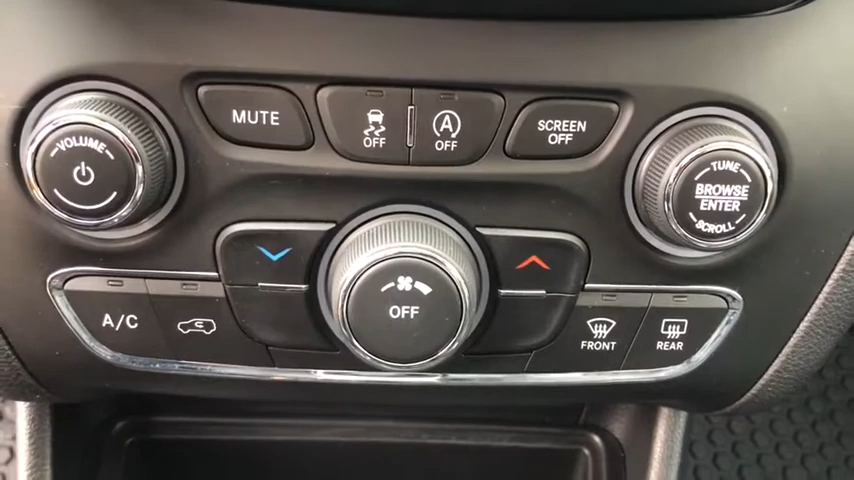 VOLUME
MUTE
OFF
A
OFF
SCREEN
OFF
TUNE
BROWSE
ENTER
SCROLL
OFF
A/C
FRONT
REAR